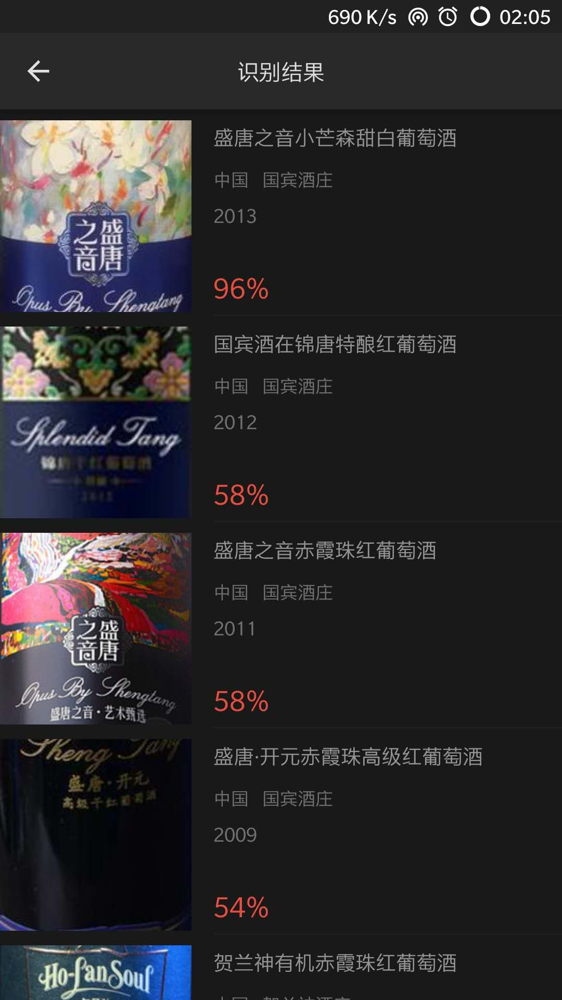 690 K/s 02:05
识别结果
盛唐之音小芒森甜白葡萄酒
中国 国宾酒庄
2013
96%
盛唐
之音
Opus By Shengtang
国宾酒在锦唐特酿红葡萄酒
中国 国宾酒庄
2012
58%
Splendid Tang
盛唐之音赤霞珠红葡萄酒
中国 国宾酒庄
2011
58%
盛唐
之音
Opus By Shengtang
盛唐之音·艺术甄选
盛唐·开元赤霞珠高级红葡萄酒
中国 国宾酒庄
2009
54%
Sheng Tang
盛唐·开元
高级干红葡萄酒
贺兰神有机赤霞珠红葡萄酒
Ho-Lan Soul